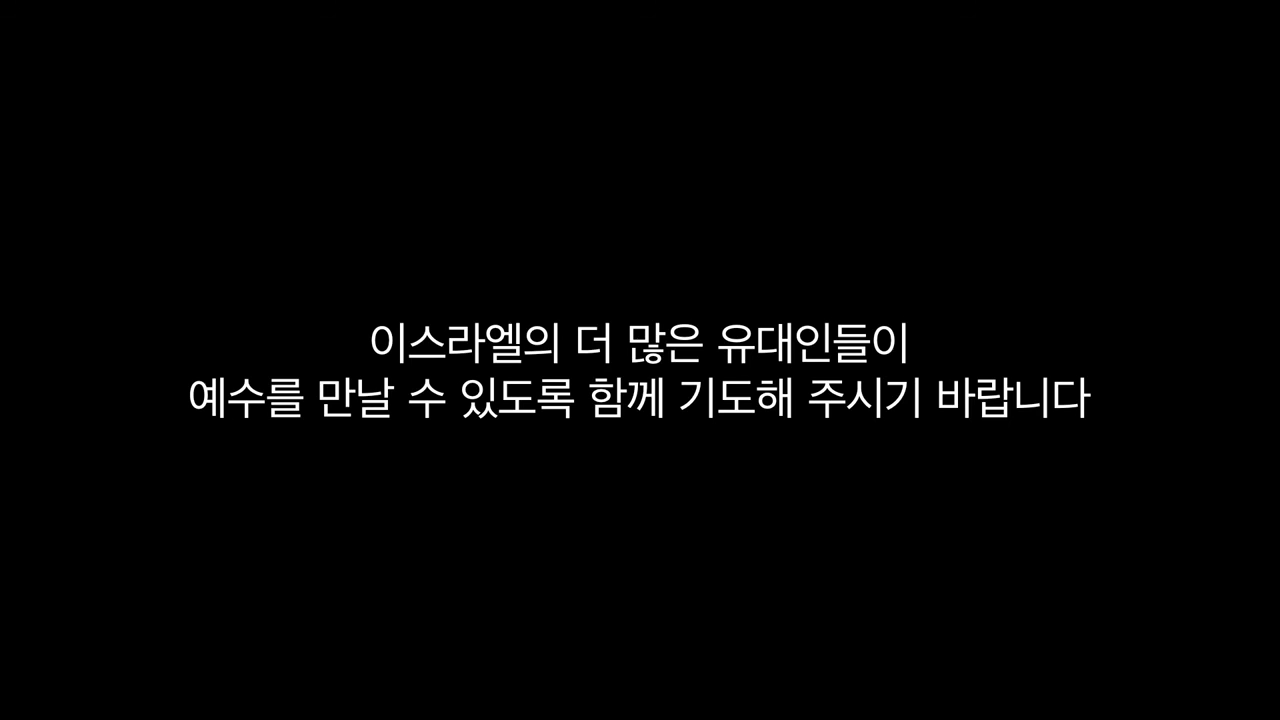 이스라엘의 더 많은 유대인들이
예수를 만날 수 있도록 함께 기도해 주시기 바랍니다